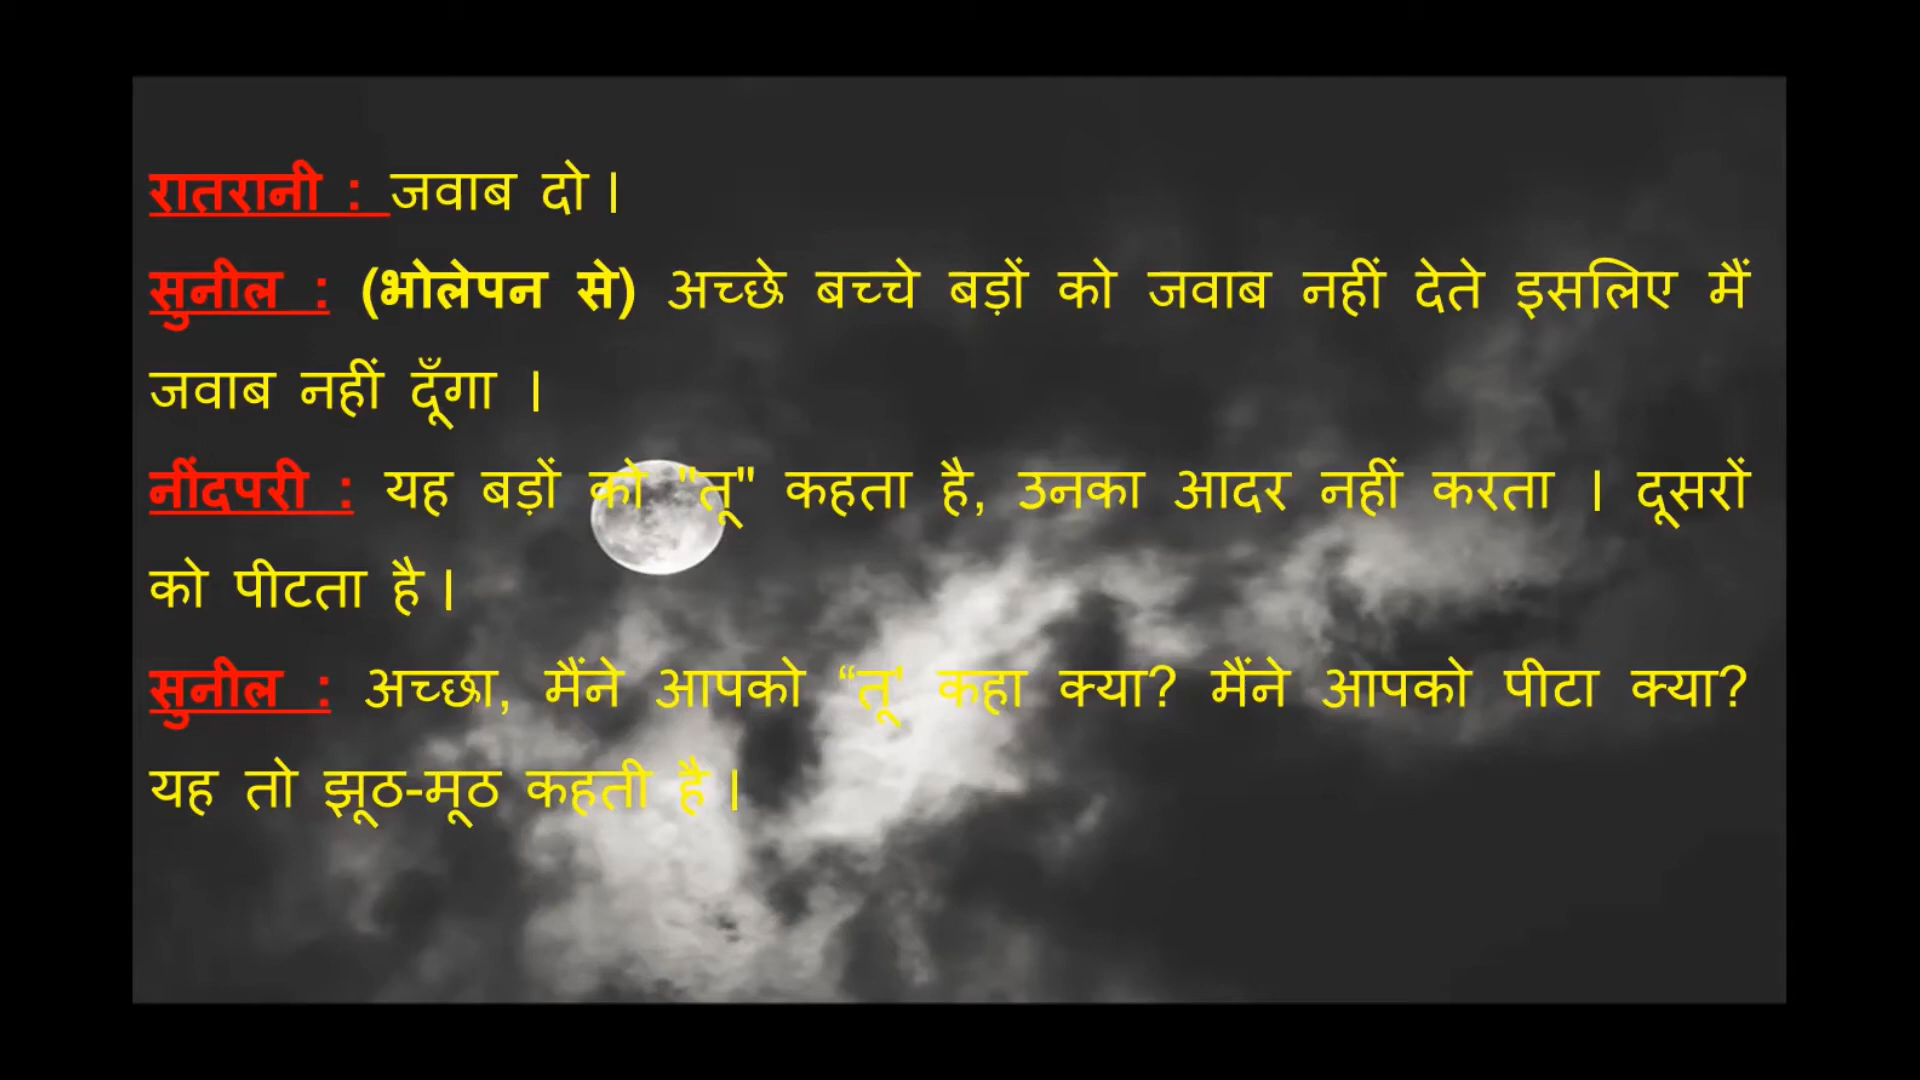 रातरानी : जवाब दो ।
सुनील : (भोलेपन से) अच्छे बच्चे बड़ों को जवाब नहीं देते इसलिए मैं
जवाब नहीं दूँगा ।
नींदपरी : यह बड़ों को "तू" कहता है, उनका आदर नहीं करता । दूसरों
को पीटता है ।
सुनील : अच्छा, मैंने आपको “तू' कहा क्या? मैंने आपको पीटा क्या?
यह तो झूठ-मूठ कहती है ।